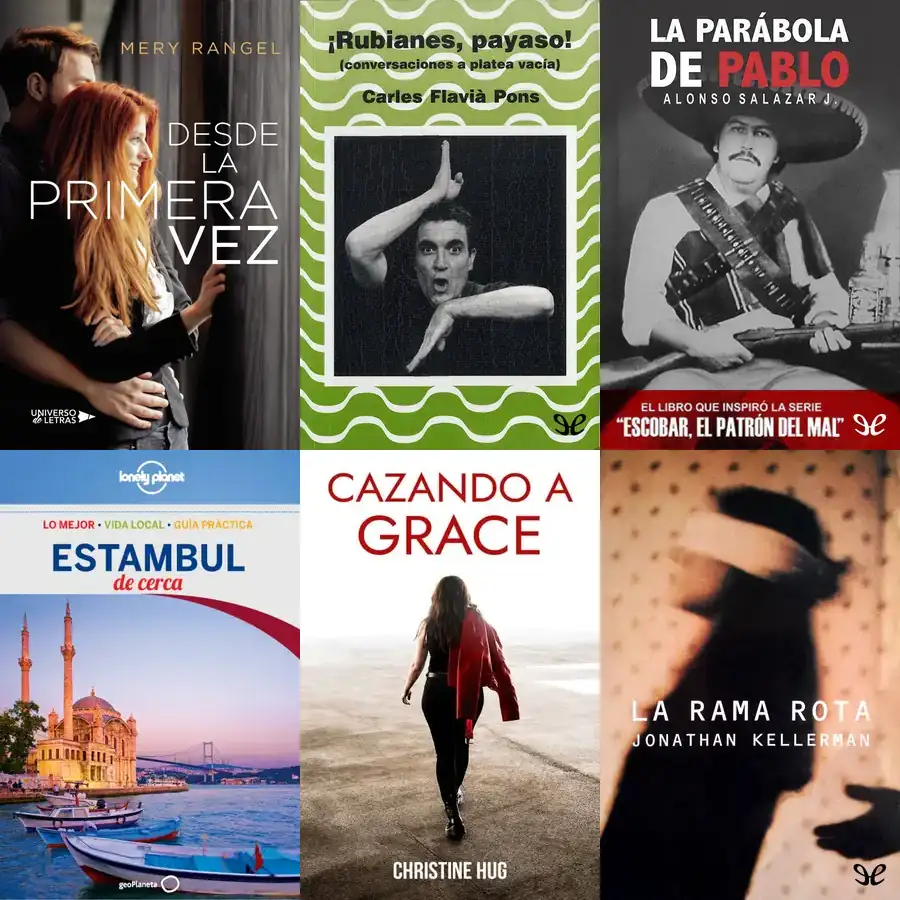 MERY RANGEL
DESDE
LA
PRIMERA
VEZ
UNIVERSO
de LETRAS
¡Rubianes, payaso!
(conversaciones a platea vacía)
Carles Flavià Pons
LA PARÁBOLA
DE PABLO
ALONSO SALAZAR J.
EL LIBRO QUE INSPIRÓ LA SERIE
“ESCOBAR, EL PATRÓN DEL MAL”
lonely planet
LO MEJOR • VIDA LOCAL • GUÍA PRÁCTICA
ESTAMBUL
de cerca
geoPlaneta
CAZANDO A
GRACE
CHRISTINE HUG
LA RAMA ROTA
JONATHAN KELLERMAN